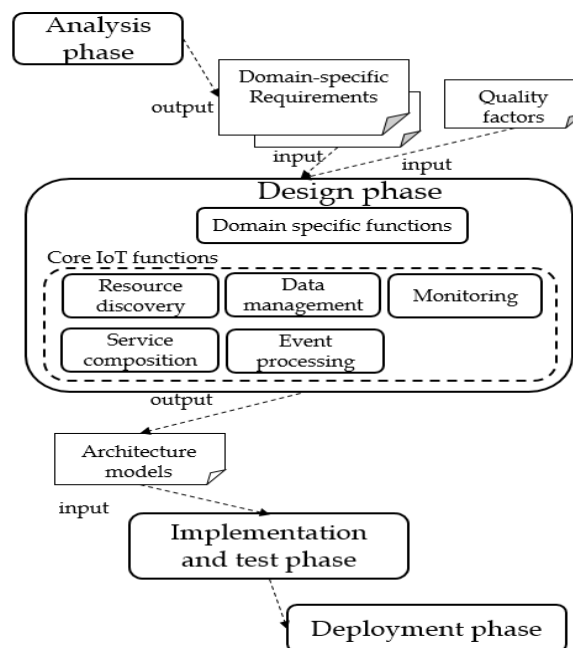 Analysis
phase
output
Domain-specific
Requirements
Quality
factors
input
input
Design phase
Domain specific functions
Core IoT functions
Resource
discovery
Data
management
Monitoring
Service
composition
Event
processing
output
Architecture
models
input
Implementation
and test phase
Deployment phase